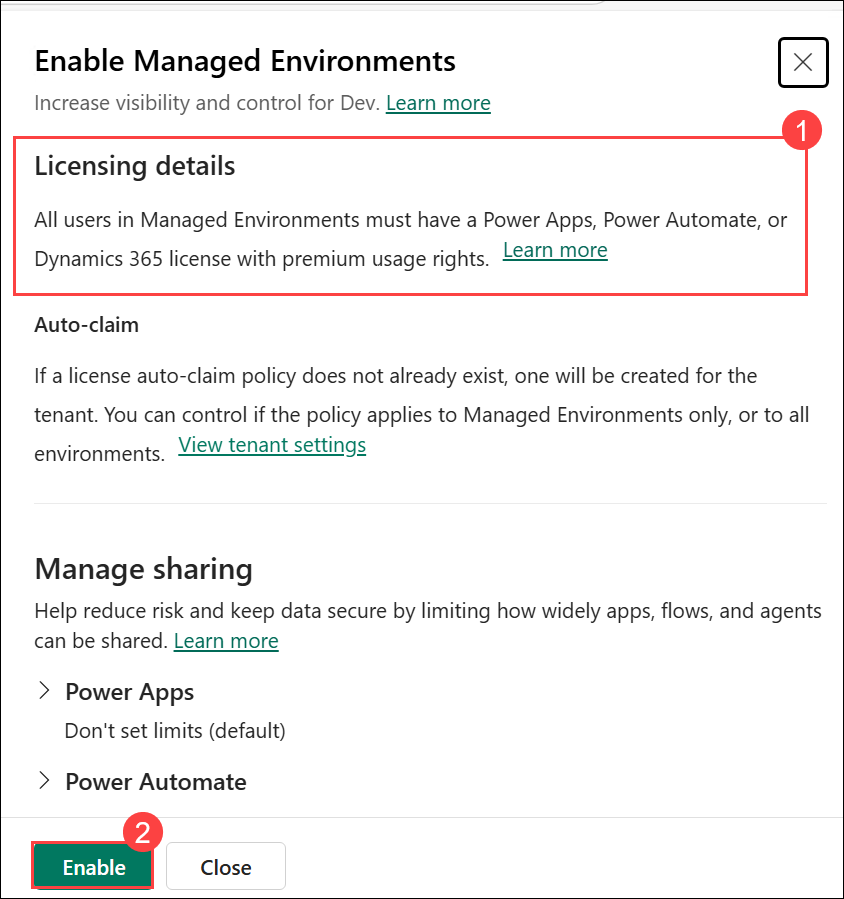 Enable Managed Environments
Increase visibility and control for Dev. Learn more
1
Licensing details
All users in Managed Environments must have a Power Apps, Power Automate, or
Dynamics 365 license with premium usage rights. Learn more
Auto-claim
If a license auto-claim policy does not already exist, one will be created for the
tenant. You can control if the policy applies to Managed Environments only, or to all
environments. View tenant settings
Manage sharing
Help reduce risk and keep data secure by limiting how widely apps, flows, and agents
can be shared. Learn more
Power Apps
Don't set limits (default)
Power Automate
2
Enable Close